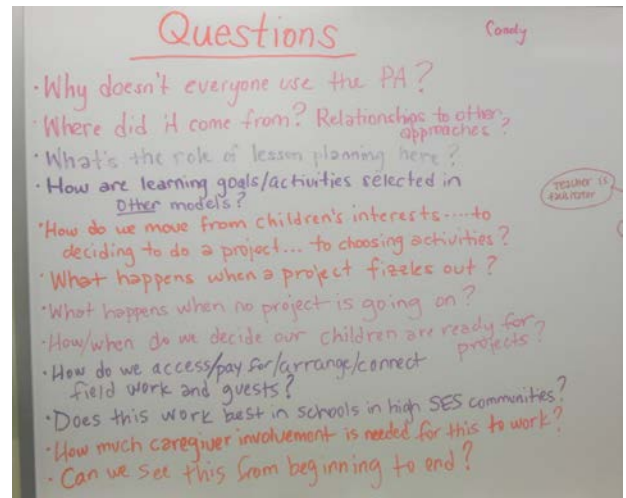 Questions
·Why doesn't everyone use the PA?
·Where did it come from? Relationships to other
approaches?
·What's the role of lesson planning here?
·How are learning goals/activities selected in
Other models?
·How do we move from children's interests....to
deciding to do a project... to choosing activities?
·What happens when a project fizzles out?
·What happens when no project is going on?
·How/when do we decide our children are ready for
projects?
·How do we access/pay for/arrange/connect
field work and guests?
·Does this work best in schools in high SES communities?
·How much caregiver involvement is needed for this to work?
·Can we see this from beginning to end?
teacher is
facilitator